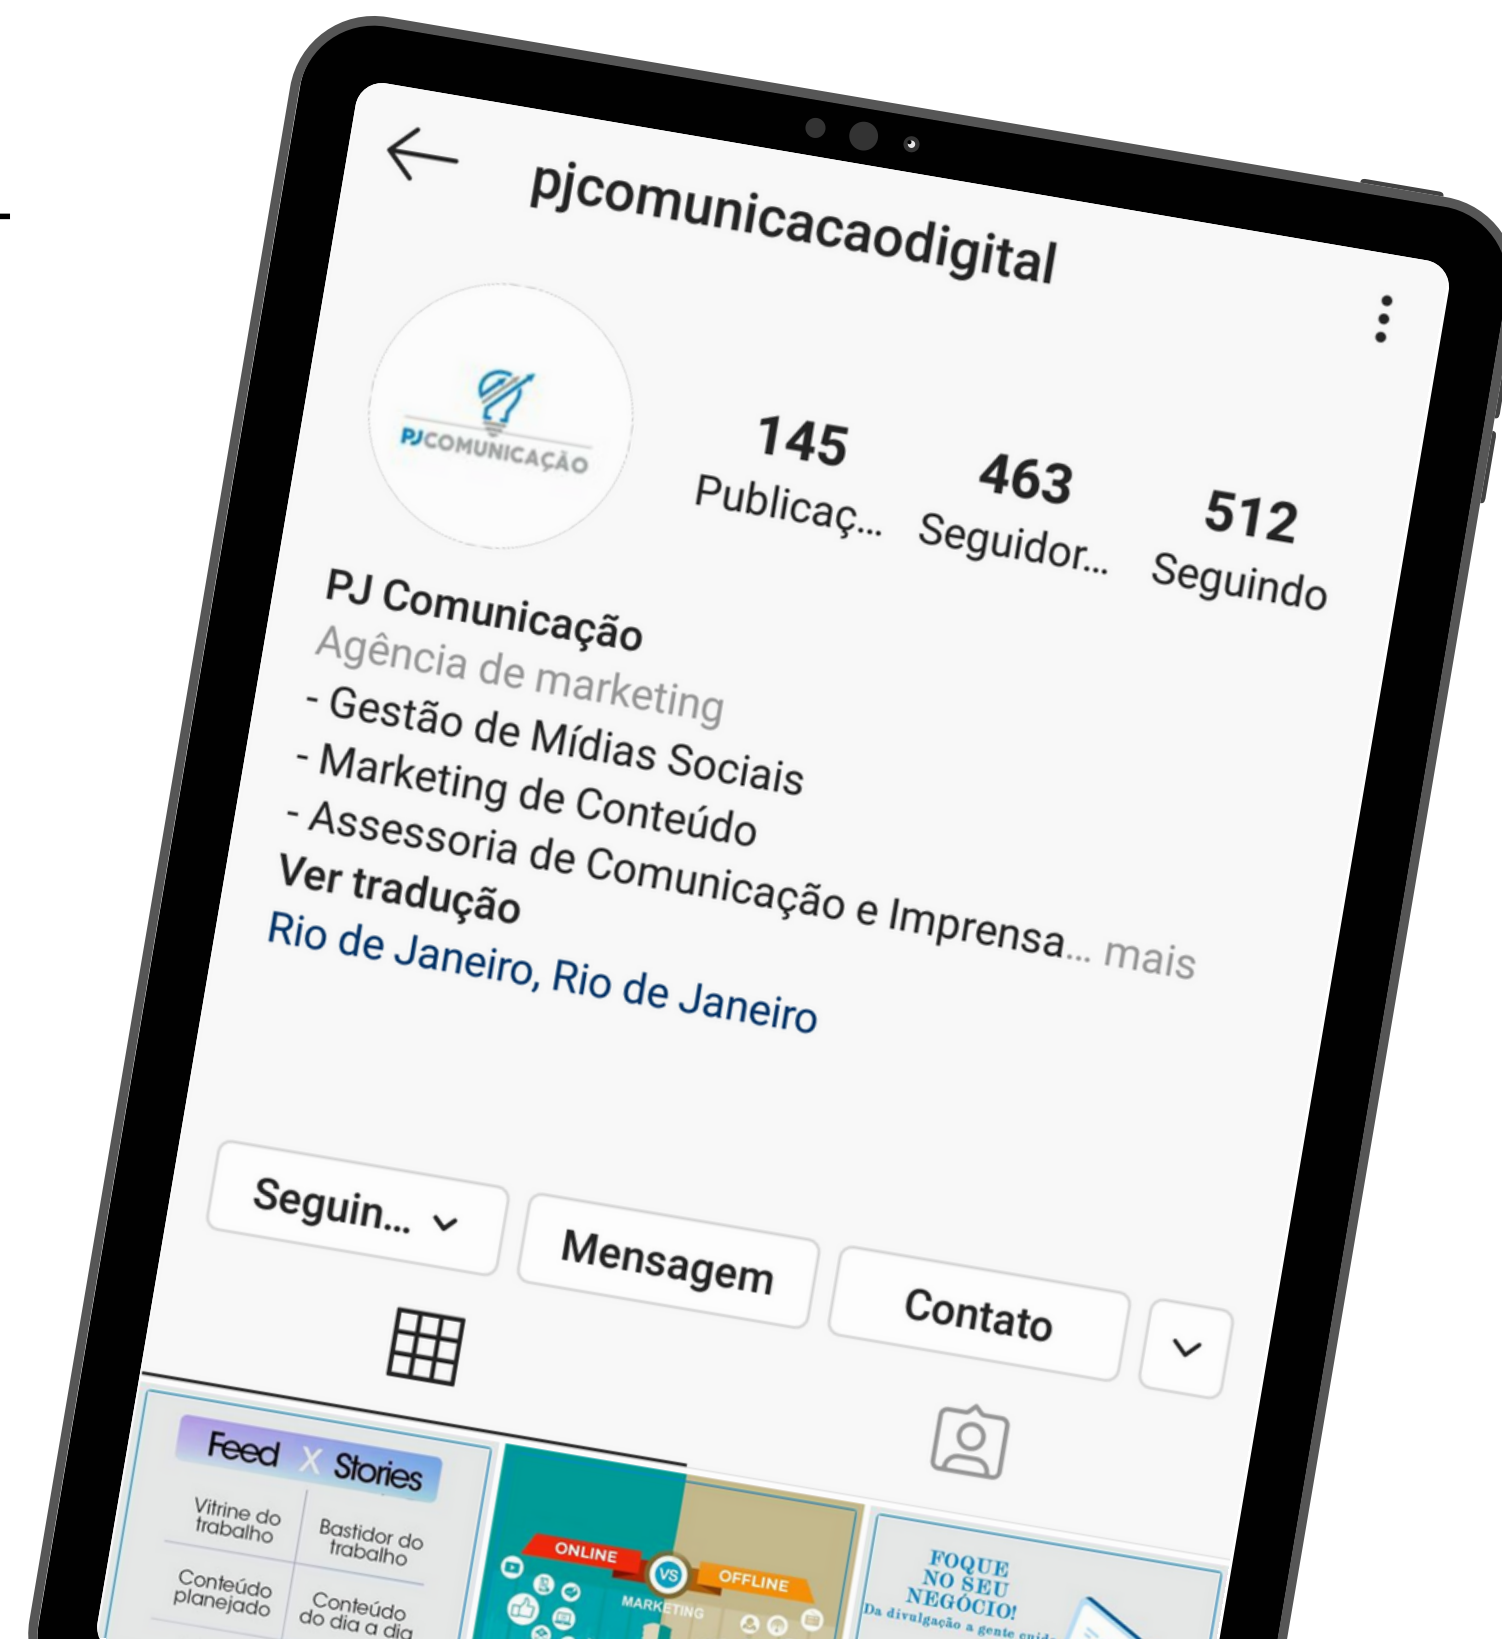 pjcomunicacaodigital
PJCOMUNICAÇÃO
145
Publicaç...
463
Seguidor...
512
Seguindo
PJ Comunicação
Agência de marketing
- Gestão de Mídias Sociais
- Marketing de Conteúdo
- Assessoria de Comunicação e Imprensa... mais
Ver tradução
Rio de Janeiro, Rio de Janeiro
Seguin...
Mensagem
Contato
Feed X Stories
Vitrine do
trabalho
Bastidor do
trabalho
Conteúdo
planejado
Conteúdo
do dia a dia
ONLINE
VS
OFFLINE
MARKETING
FOQUE
NO SEU
NEGÓCIO!
Da divulgação a gente